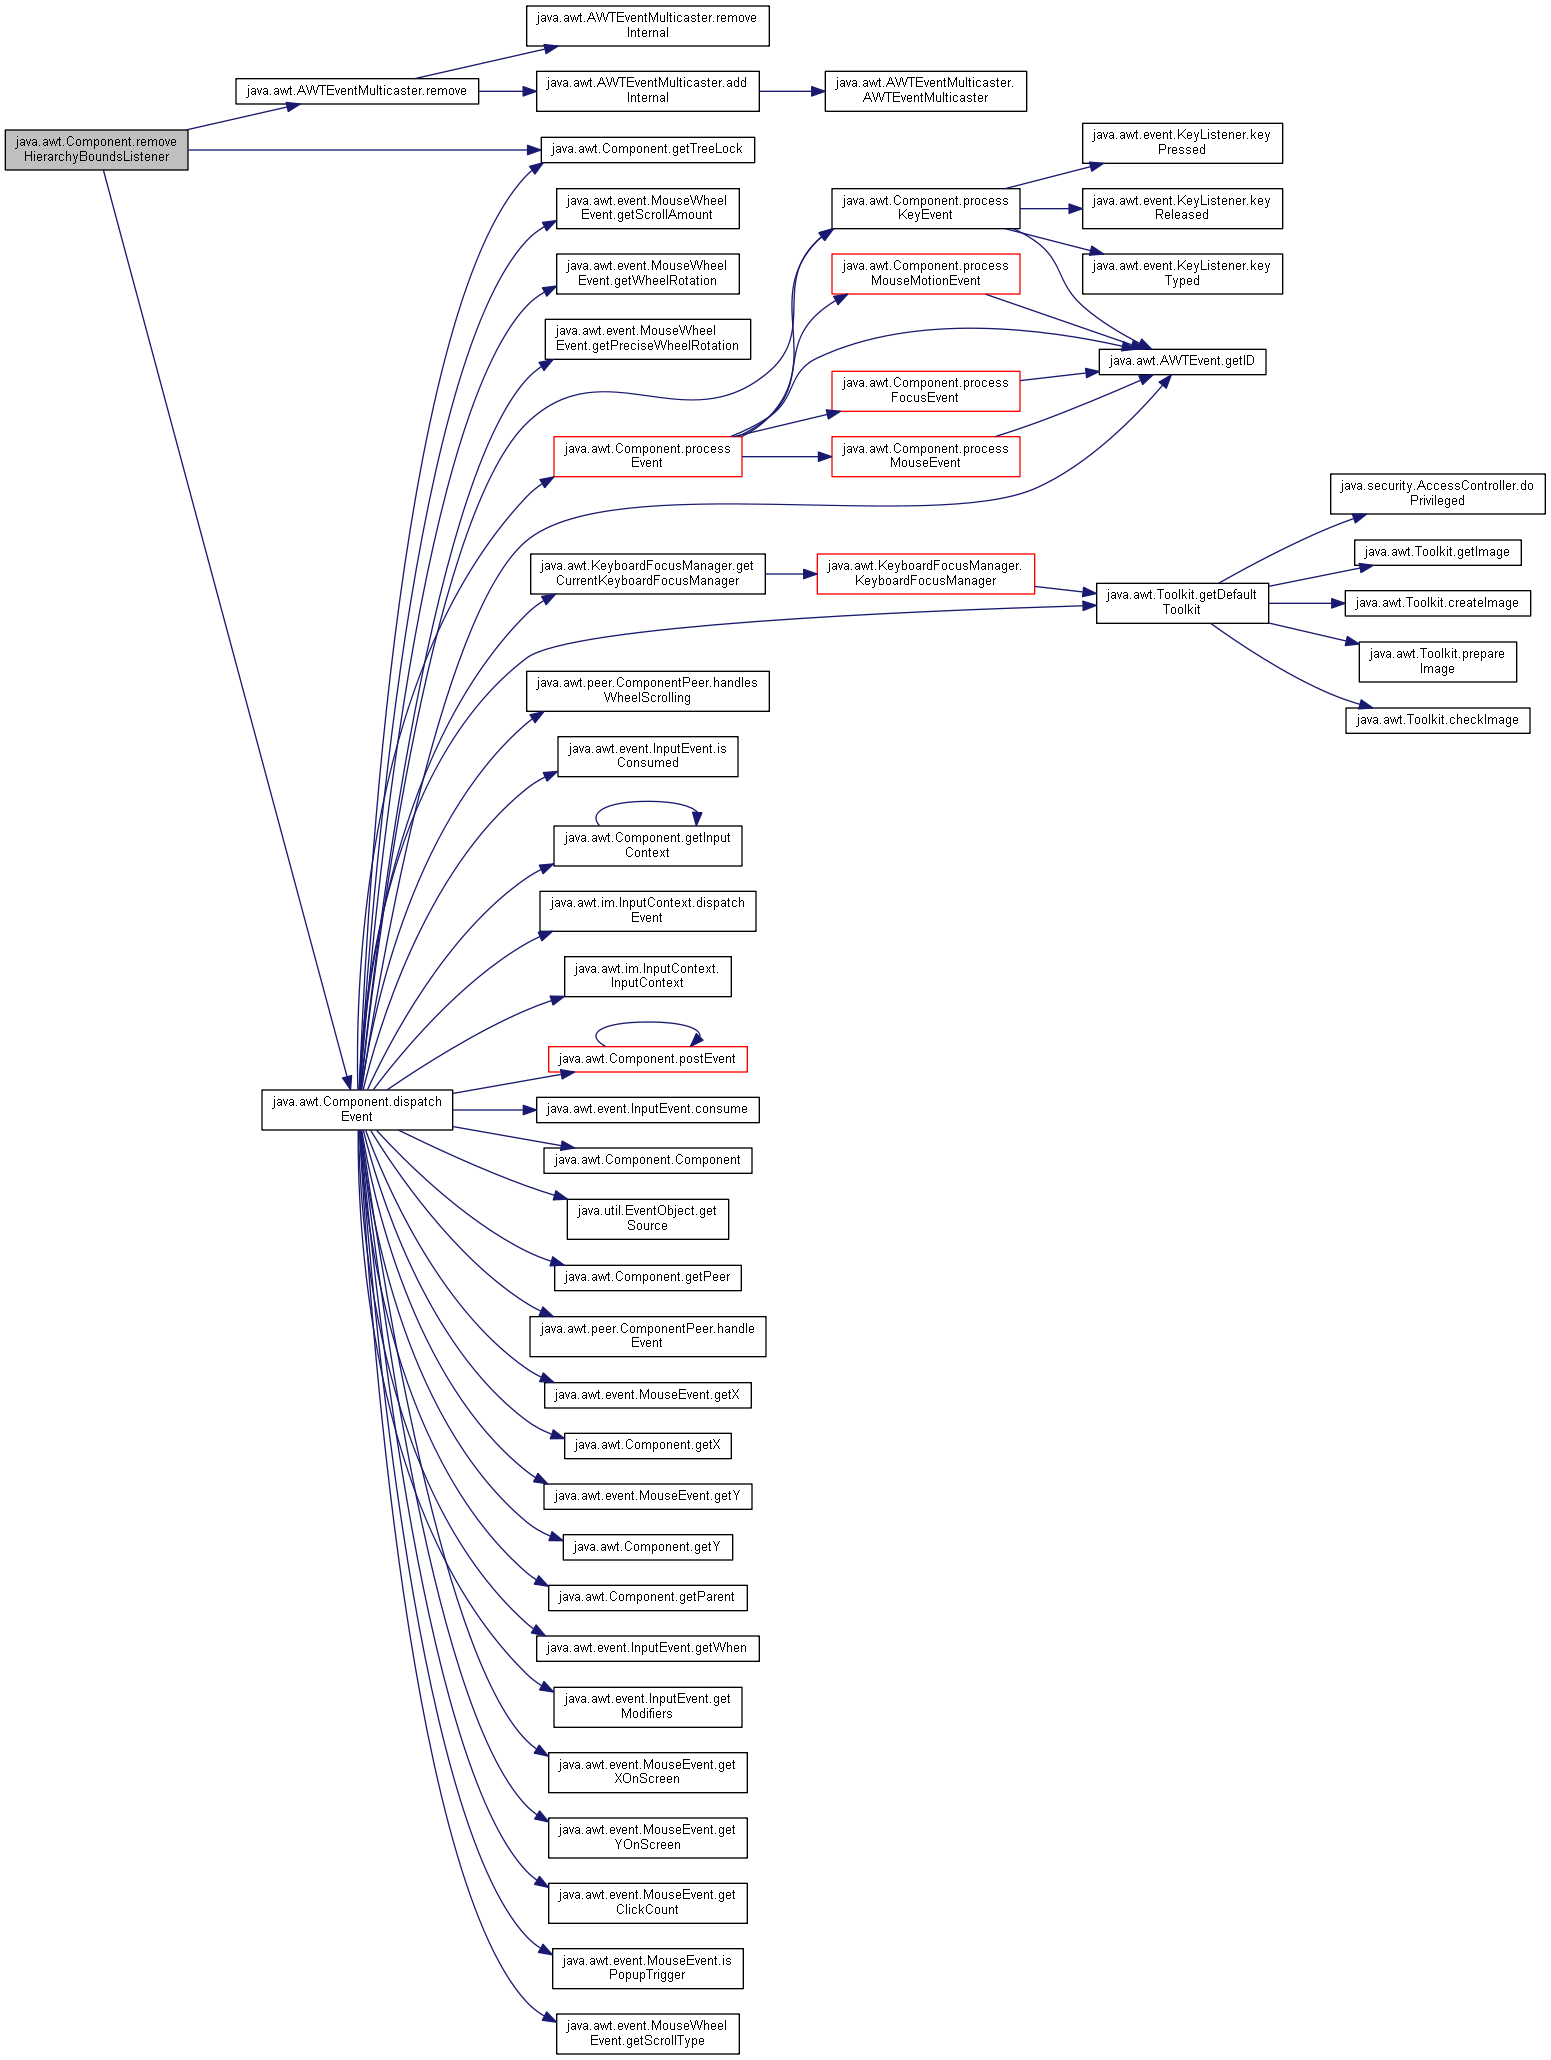 java.awt.Component.remove
HierarchyBoundsListener
java.awt.AWTEventMulticaster.remove
java.awt.AWTEventMulticaster.remove
Internal
java.awt.AWTEventMulticaster.add
Internal
java.awt.AWTEventMulticaster.
AWTEventMulticaster
java.awt.Component.getTreeLock
java.awt.event.MouseWheel
Event.getScrollAmount
java.awt.event.MouseWheel
Event.getWheelRotation
java.awt.event.MouseWheel
Event.getPreciseWheelRotation
java.awt.Component.process
Event
java.awt.Component.process
KeyEvent
java.awt.Component.process
MouseMotionEvent
java.awt.Component.process
FocusEvent
java.awt.Component.process
MouseEvent
java.awt.event.KeyListener.key
Pressed
java.awt.event.KeyListener.key
Released
java.awt.event.KeyListener.key
Typed
java.awt.AWTEvent.getID
java.awt.KeyboardFocusManager.get
CurrentKeyboardFocusManager
java.awt.KeyboardFocusManager.
KeyboardFocusManager
java.awt.Toolkit.getDefault
Toolkit
java.security.AccessController.do
Privileged
java.awt.Toolkit.getImage
java.awt.Toolkit.createImage
java.awt.Toolkit.prepare
Image
java.awt.Toolkit.checkImage
java.awt.peer.ComponentPeer.handles
WheelScrolling
java.awt.event.InputEvent.is
Consumed
java.awt.Component.getInput
Context
java.awt.im.InputContext.dispatch
Event
java.awt.im.InputContext.
InputContext
java.awt.Component.postEvent
java.awt.Component.dispatch
Event
java.awt.event.InputEvent.consume
java.awt.Component.Component
java.util.EventObject.get
Source
java.awt.Component.getPeer
java.awt.peer.ComponentPeer.handle
Event
java.awt.event.MouseEvent.getX
java.awt.Component.getX
java.awt.event.MouseEvent.getY
java.awt.Component.getY
java.awt.Component.getParent
java.awt.event.InputEvent.getWhen
java.awt.event.InputEvent.get
Modifiers
java.awt.event.MouseEvent.get
XOnScreen
java.awt.event.MouseEvent.get
YOnScreen
java.awt.event.MouseEvent.get
ClickCount
java.awt.event.MouseEvent.is
PopupTrigger
java.awt.event.MouseWheel
Event.getScrollType